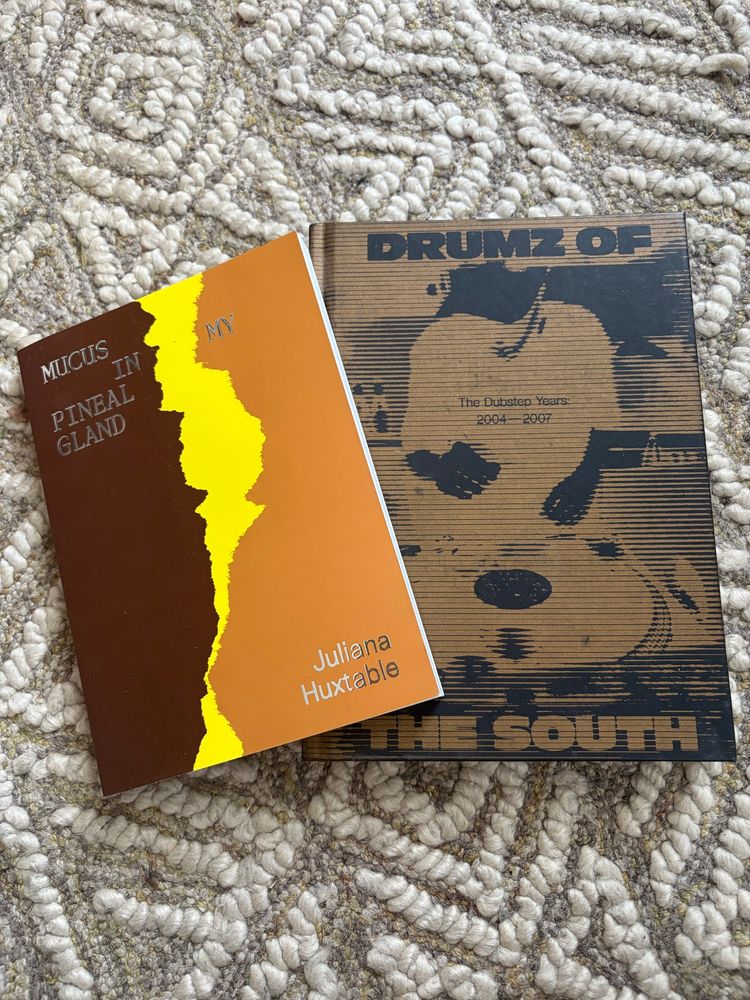 MUCUS
IN MY
PINEAL
GLAND
Juliana
Huxtable
DRUMZ OF
The Dubstep Years:
2004 — 2007
THE SOUTH